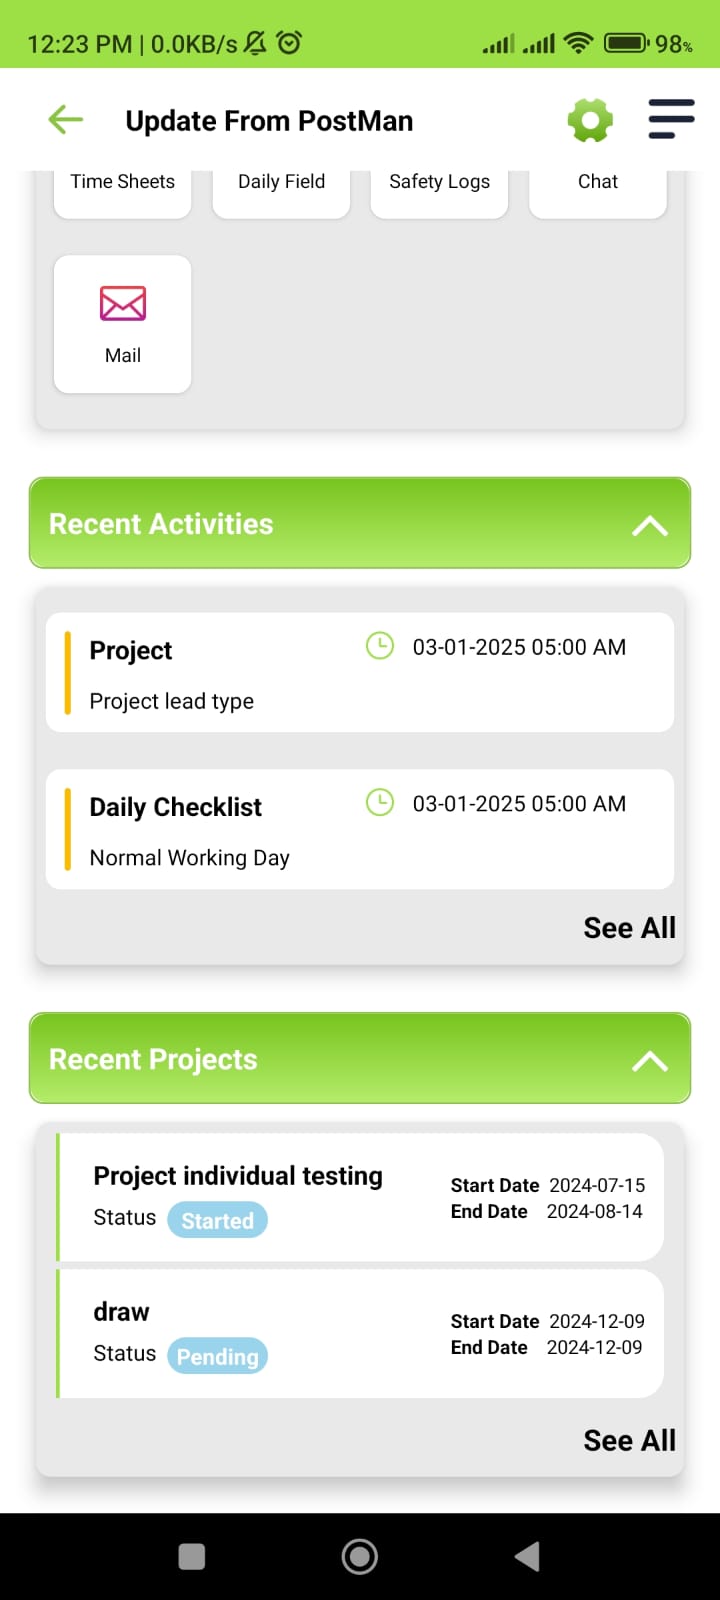 12:23 PM | 0.0KB/s 98%
Update From PostMan
Time Sheets Daily Field Safety Logs Chat
Mail
Recent Activities
Project 03-01-2025 05:00 AM
Project lead type
Daily Checklist 03-01-2025 05:00 AM
Normal Working Day
See All
Recent Projects
Project individual testing Start Date 2024-07-15
Status Started End Date 2024-08-14
draw Start Date 2024-12-09
Status Pending End Date 2024-12-09
See All